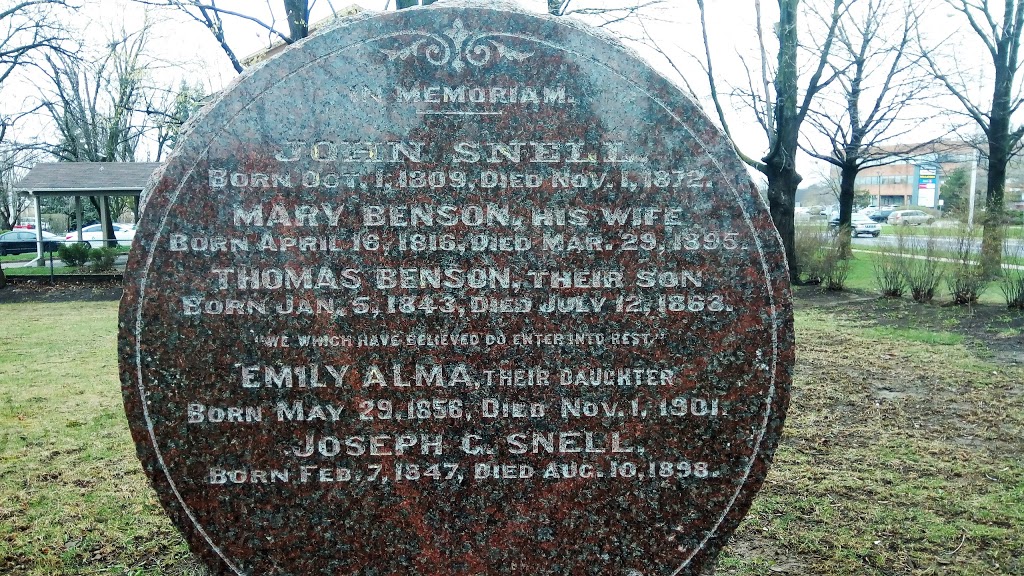 IN MEMORIAM.
JOHN SNELL.
BORN OCT. 1, 1809, DIED NOV. 1, 1872.
MARY BENSON, HIS WIFE
BORN APRIL 16, 1816, DIED MAR. 29, 1895.
THOMAS BENSON, THEIR SON
BORN JAN. 5, 1843, DIED JULY 12, 1863.
"WE WHICH HAVE BELIEVED DO ENTER INTO REST."
EMILY ALMA, THEIR DAUGHTER
BORN MAY 29, 1856, DIED NOV. 1, 1901.
JOSEPH C. SNELL.
BORN FEB. 7, 1847, DIED AUG. 10, 1898.